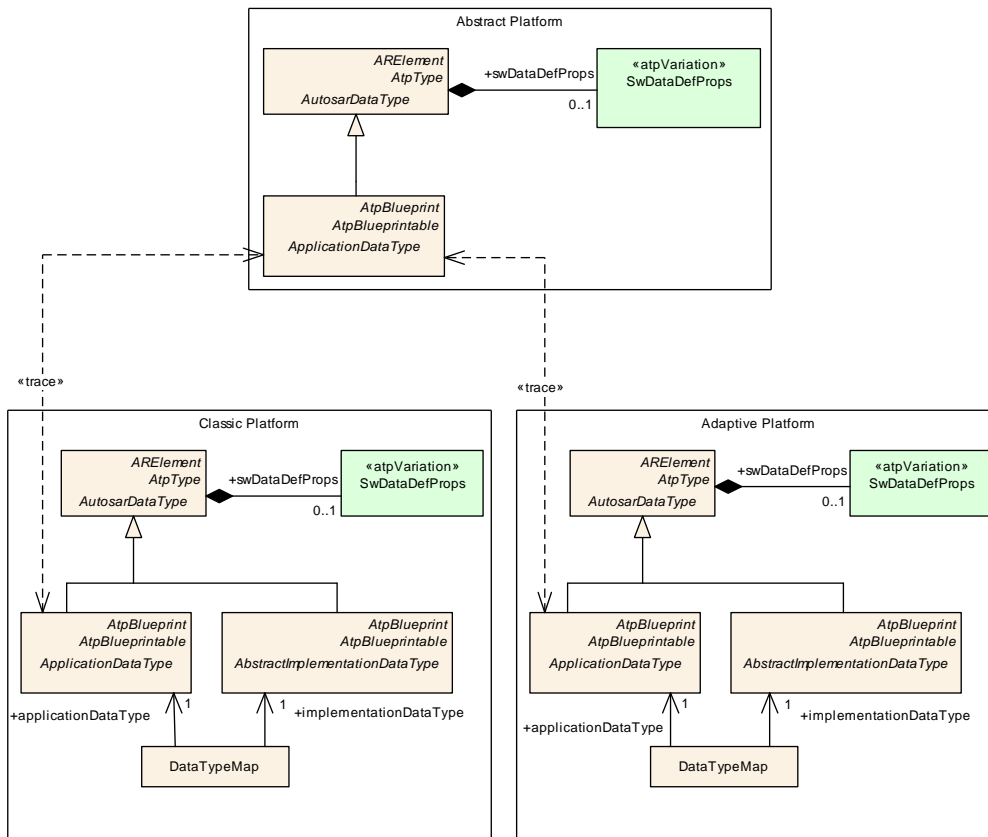 Abstract Platform
ARElement
AtpType
AutosarDataType
+swDataDefProps
0..1
«atpVariation»
SwDataDefProps
AtpBlueprint
AtpBlueprintable
ApplicationDataType
«trace»
«trace»
Classic Platform
ARElement
AtpType
AutosarDataType
+swDataDefProps
0..1
«atpVariation»
SwDataDefProps
AtpBlueprint
AtpBlueprintable
ApplicationDataType
AtpBlueprint
AtpBlueprintable
AbstractImplementationDataType
+applicationDataType
1
1
+implementationDataType
DataTypeMap
Adaptive Platform
ARElement
AtpType
AutosarDataType
+swDataDefProps
0..1
«atpVariation»
SwDataDefProps
AtpBlueprint
AtpBlueprintable
ApplicationDataType
AtpBlueprint
AtpBlueprintable
AbstractImplementationDataType
+applicationDataType
1
1
+implementationDataType
DataTypeMap